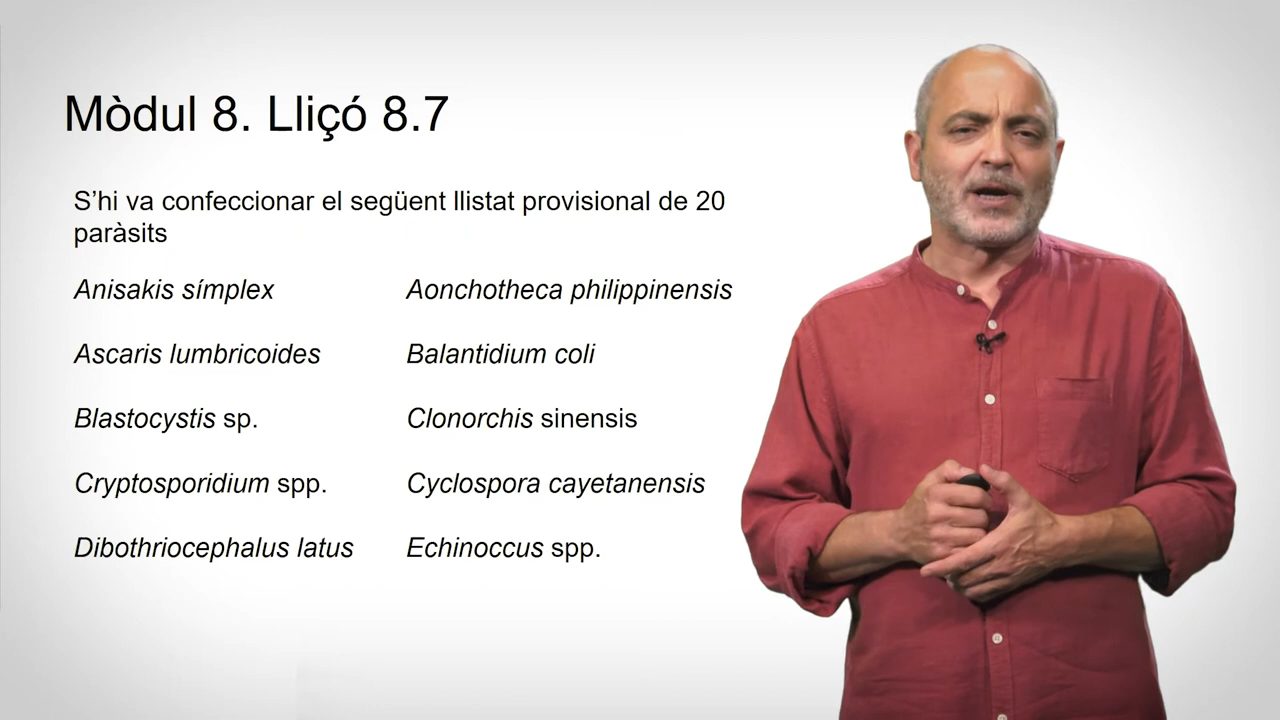 Mòdul 8. Lliçó 8.7
S’hi va confeccionar el següent llistat provisional de 20
paràsits
Anisakis símplex
Aonchotheca philippinensis
Ascaris lumbricoides
Balantidium coli
Blastocystis sp.
Clonorchis sinensis
Cryptosporidium spp.
Cyclospora cayetanensis
Dibothriocephalus latus
Echinoccus spp.